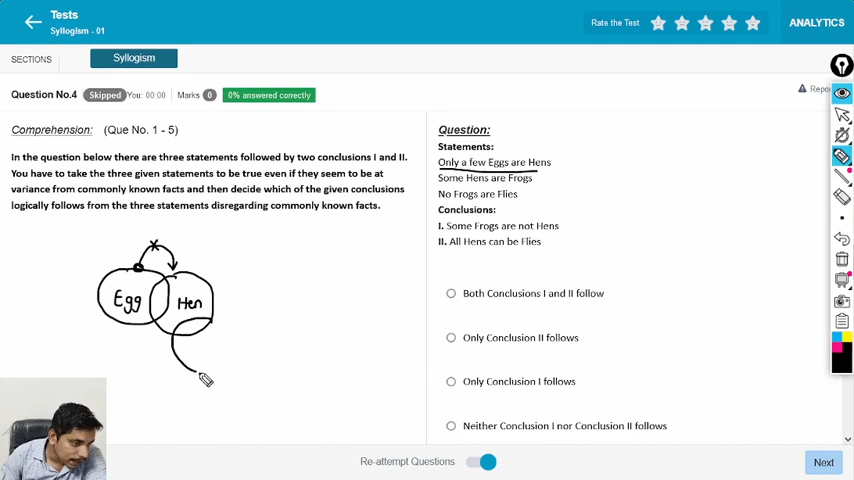 Tests
Syllogism - 01
Rate the Test
ANALYTICS
SECTIONS
Syllogism
Question No.4 Skipped You: 00:00 Marks 0 0% answered correctly
Comprehension: (Que No. 1 - 5)
In the question below there are three statements followed by two conclusions I and II.
You have to take the three given statements to be true even if they seem to be at
variance from commonly known facts and then decide which of the given conclusions
logically follows from the three statements disregarding commonly known facts.
Egg Hen
Question:
Statements:
Only a few Eggs are Hens
Some Hens are Frogs
No Frogs are Flies
Conclusions:
I. Some Frogs are not Hens
II. All Hens can be Flies
Both Conclusions I and II follow
Only Conclusion II follows
Only Conclusion I follows
Neither Conclusion I nor Conclusion II follows
Re-attempt Questions
Next